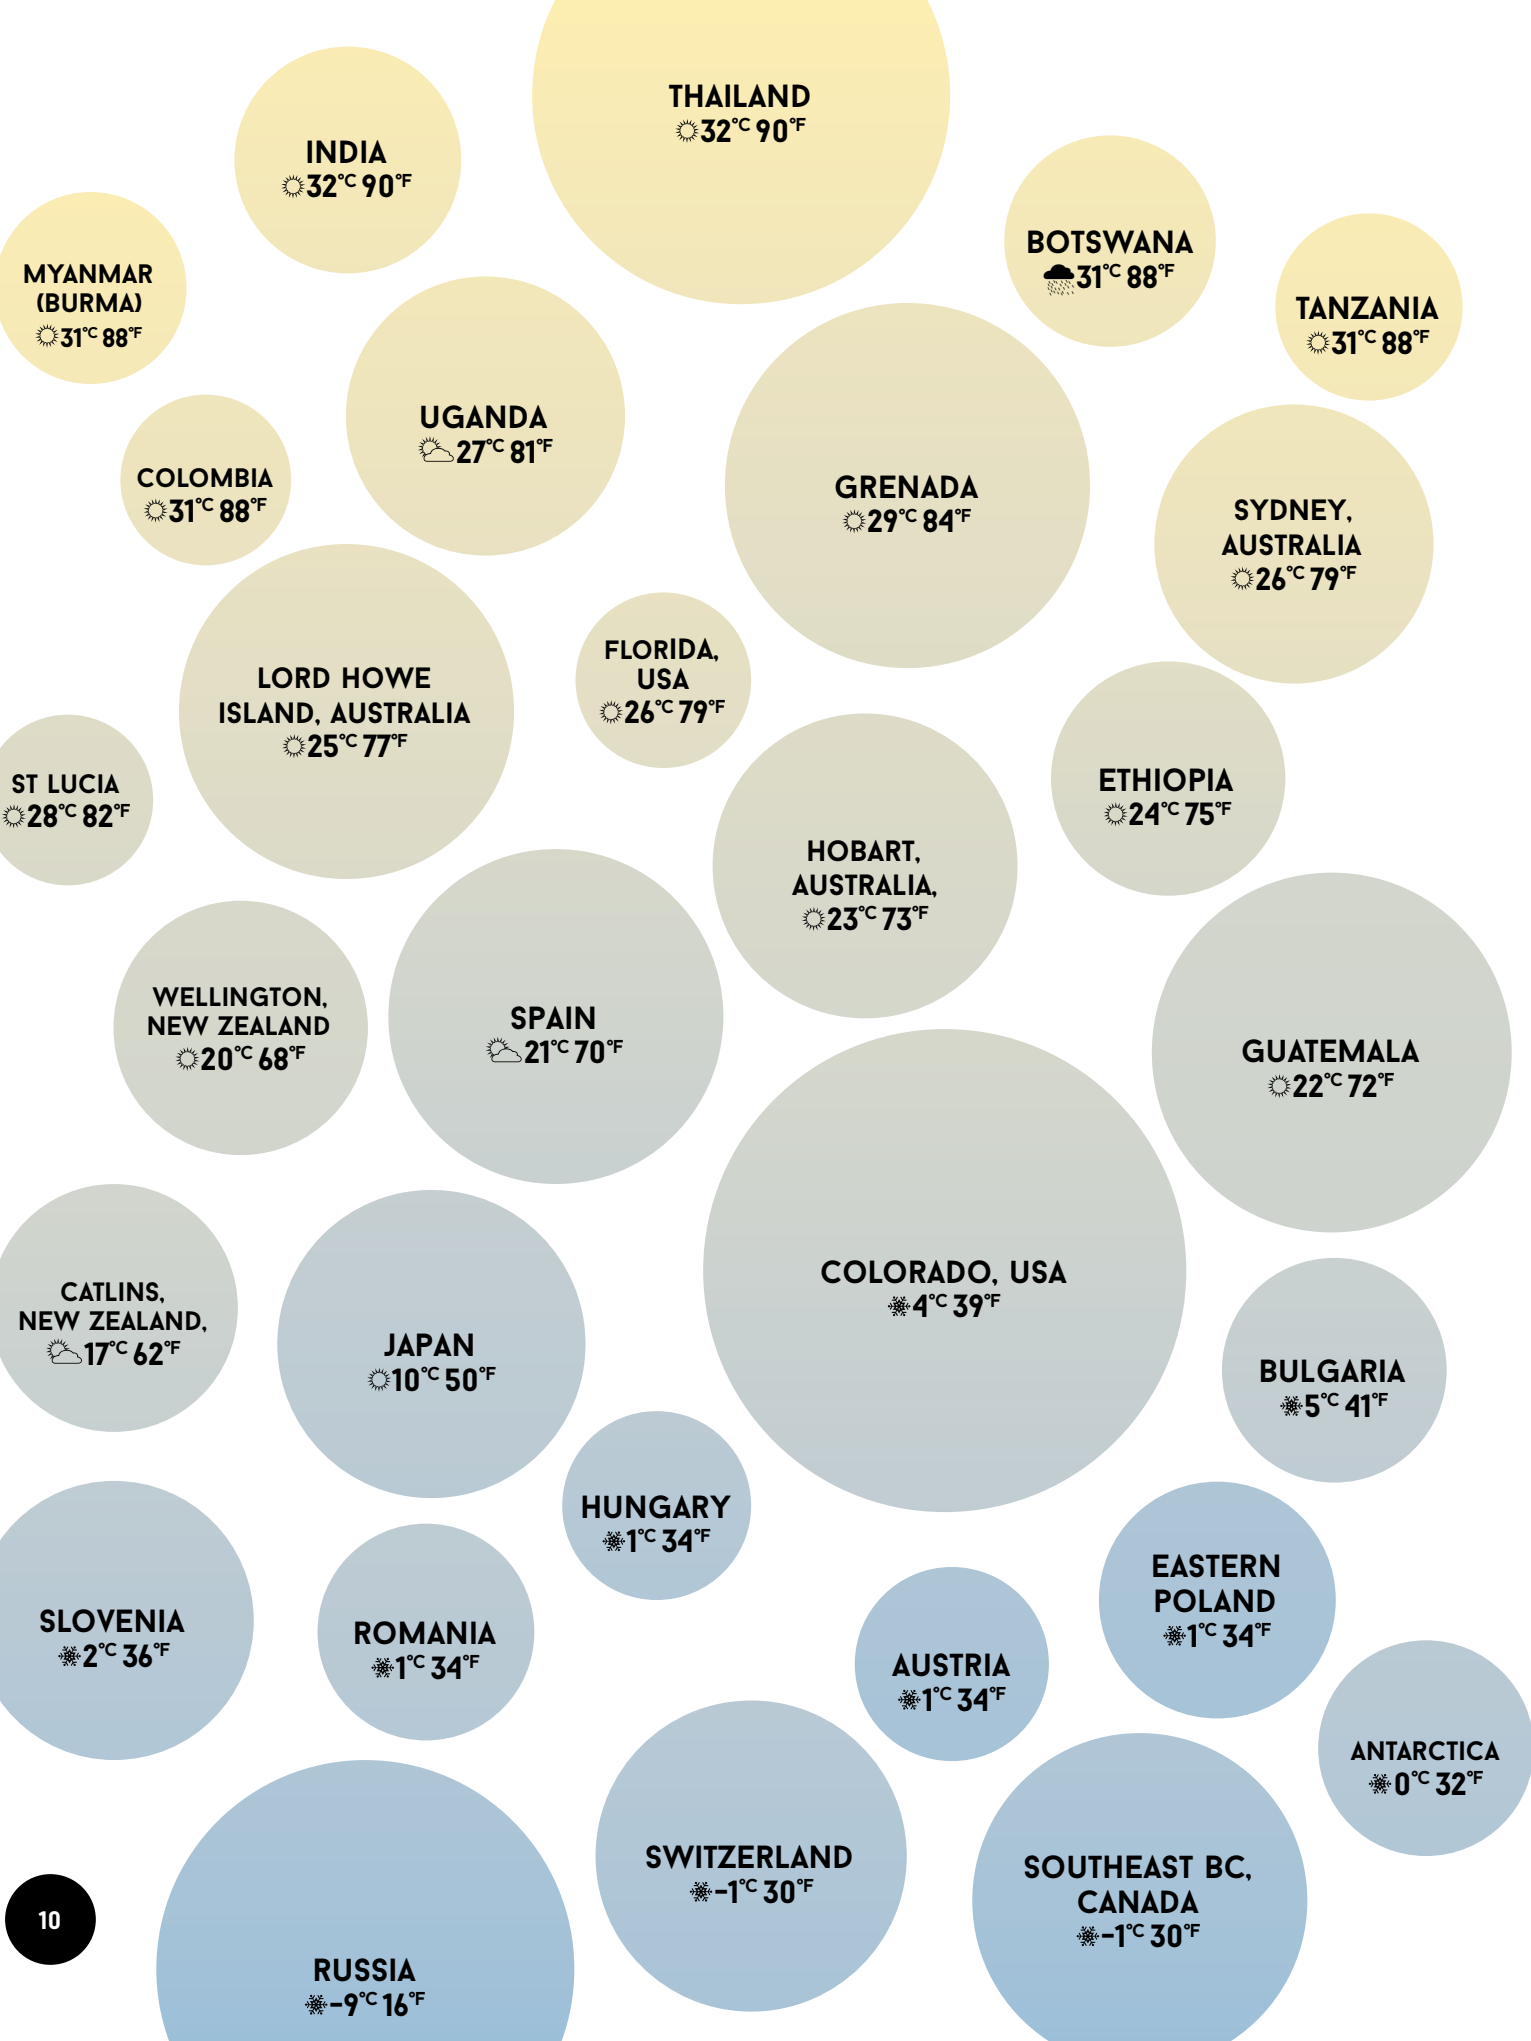 THAILAND
32°C 90°F
INDIA
32°C 90°F
BOTSWANA
31°C 88°F
MYANMAR
(BURMA)
31°C 88°F
TANZANIA
31°C 88°F
UGANDA
27°C 81°F
COLOMBIA
31°C 88°F
GRENADA
29°C 84°F
SYDNEY,
AUSTRALIA
26°C 79°F
FLORIDA,
USA
26°C 79°F
LORD HOWE
ISLAND, AUSTRALIA
25°C 77°F
ST LUCIA
28°C 82°F
ETHIOPIA
24°C 75°F
HOBART,
AUSTRALIA,
23°C 73°F
WELLINGTON,
NEW ZEALAND
20°C 68°F
SPAIN
21°C 70°F
GUATEMALA
22°C 72°F
COLORADO, USA
4°C 39°F
CATLINS,
NEW ZEALAND,
17°C 62°F
JAPAN
10°C 50°F
BULGARIA
5°C 41°F
HUNGARY
1°C 34°F
EASTERN
POLAND
1°C 34°F
SLOVENIA
2°C 36°F
ROMANIA
1°C 34°F
AUSTRIA
1°C 34°F
ANTARCTICA
0°C 32°F
SWITZERLAND
-1°C 30°F
SOUTHEAST BC,
CANADA
-1°C 30°F
10
RUSSIA
-9°C 16°F